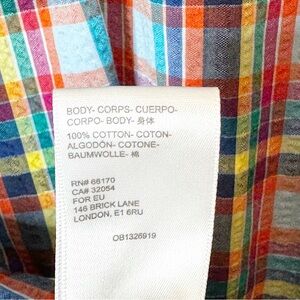 BODY- CORPS- CUERPO-
CORPO- BODY- 身体
100% COTTON- COTON-
ALGODÓN- COTONE-
BAUMWOLLE- 棉
RN# 66170
CA# 32054
FOR EU
146 BRICK LANE
LONDON, E1 6RU
OB1326919